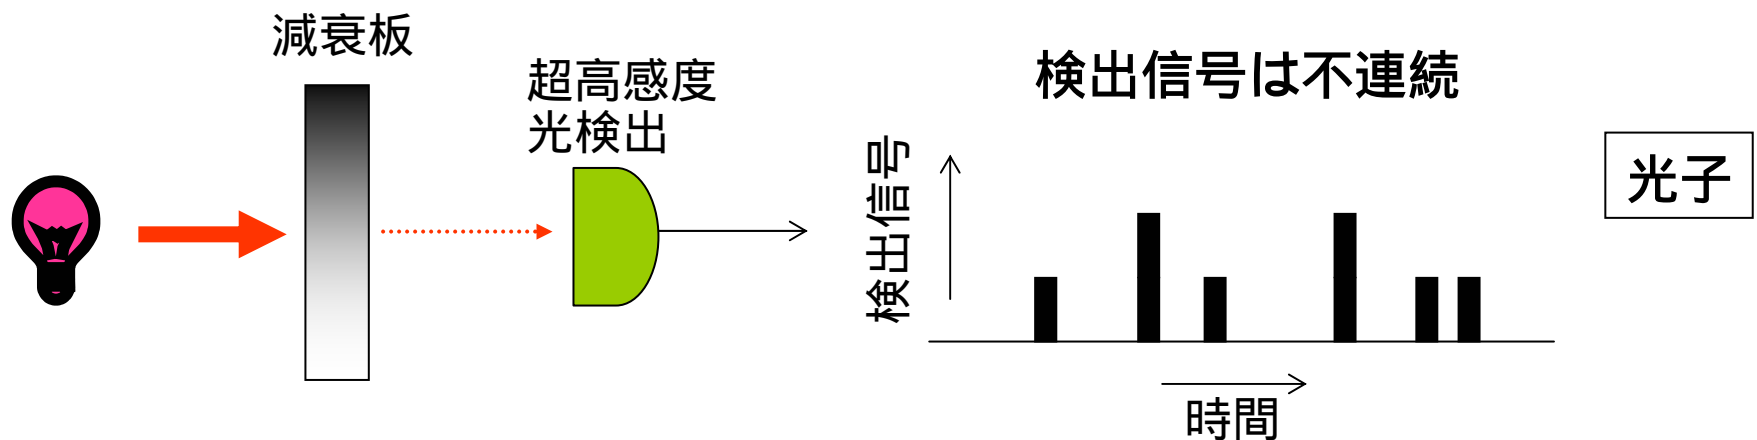 減衰板
超高感度
光検出
検出信号は不連続
検出信号
光子
時間